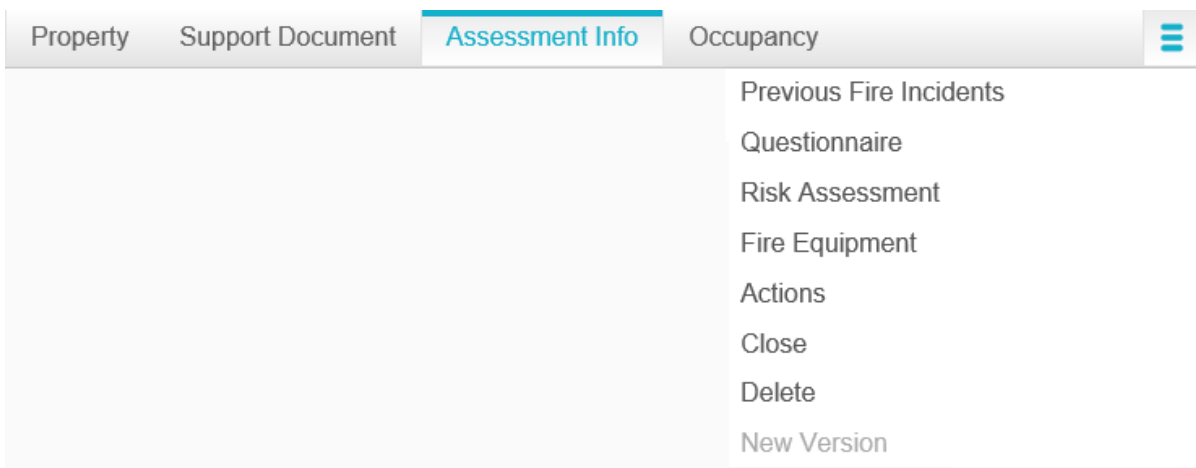 Property Support Document Assessment Info Occupancy
Previous Fire Incidents
Questionnaire
Risk Assessment
Fire Equipment
Actions
Close
Delete
New Version